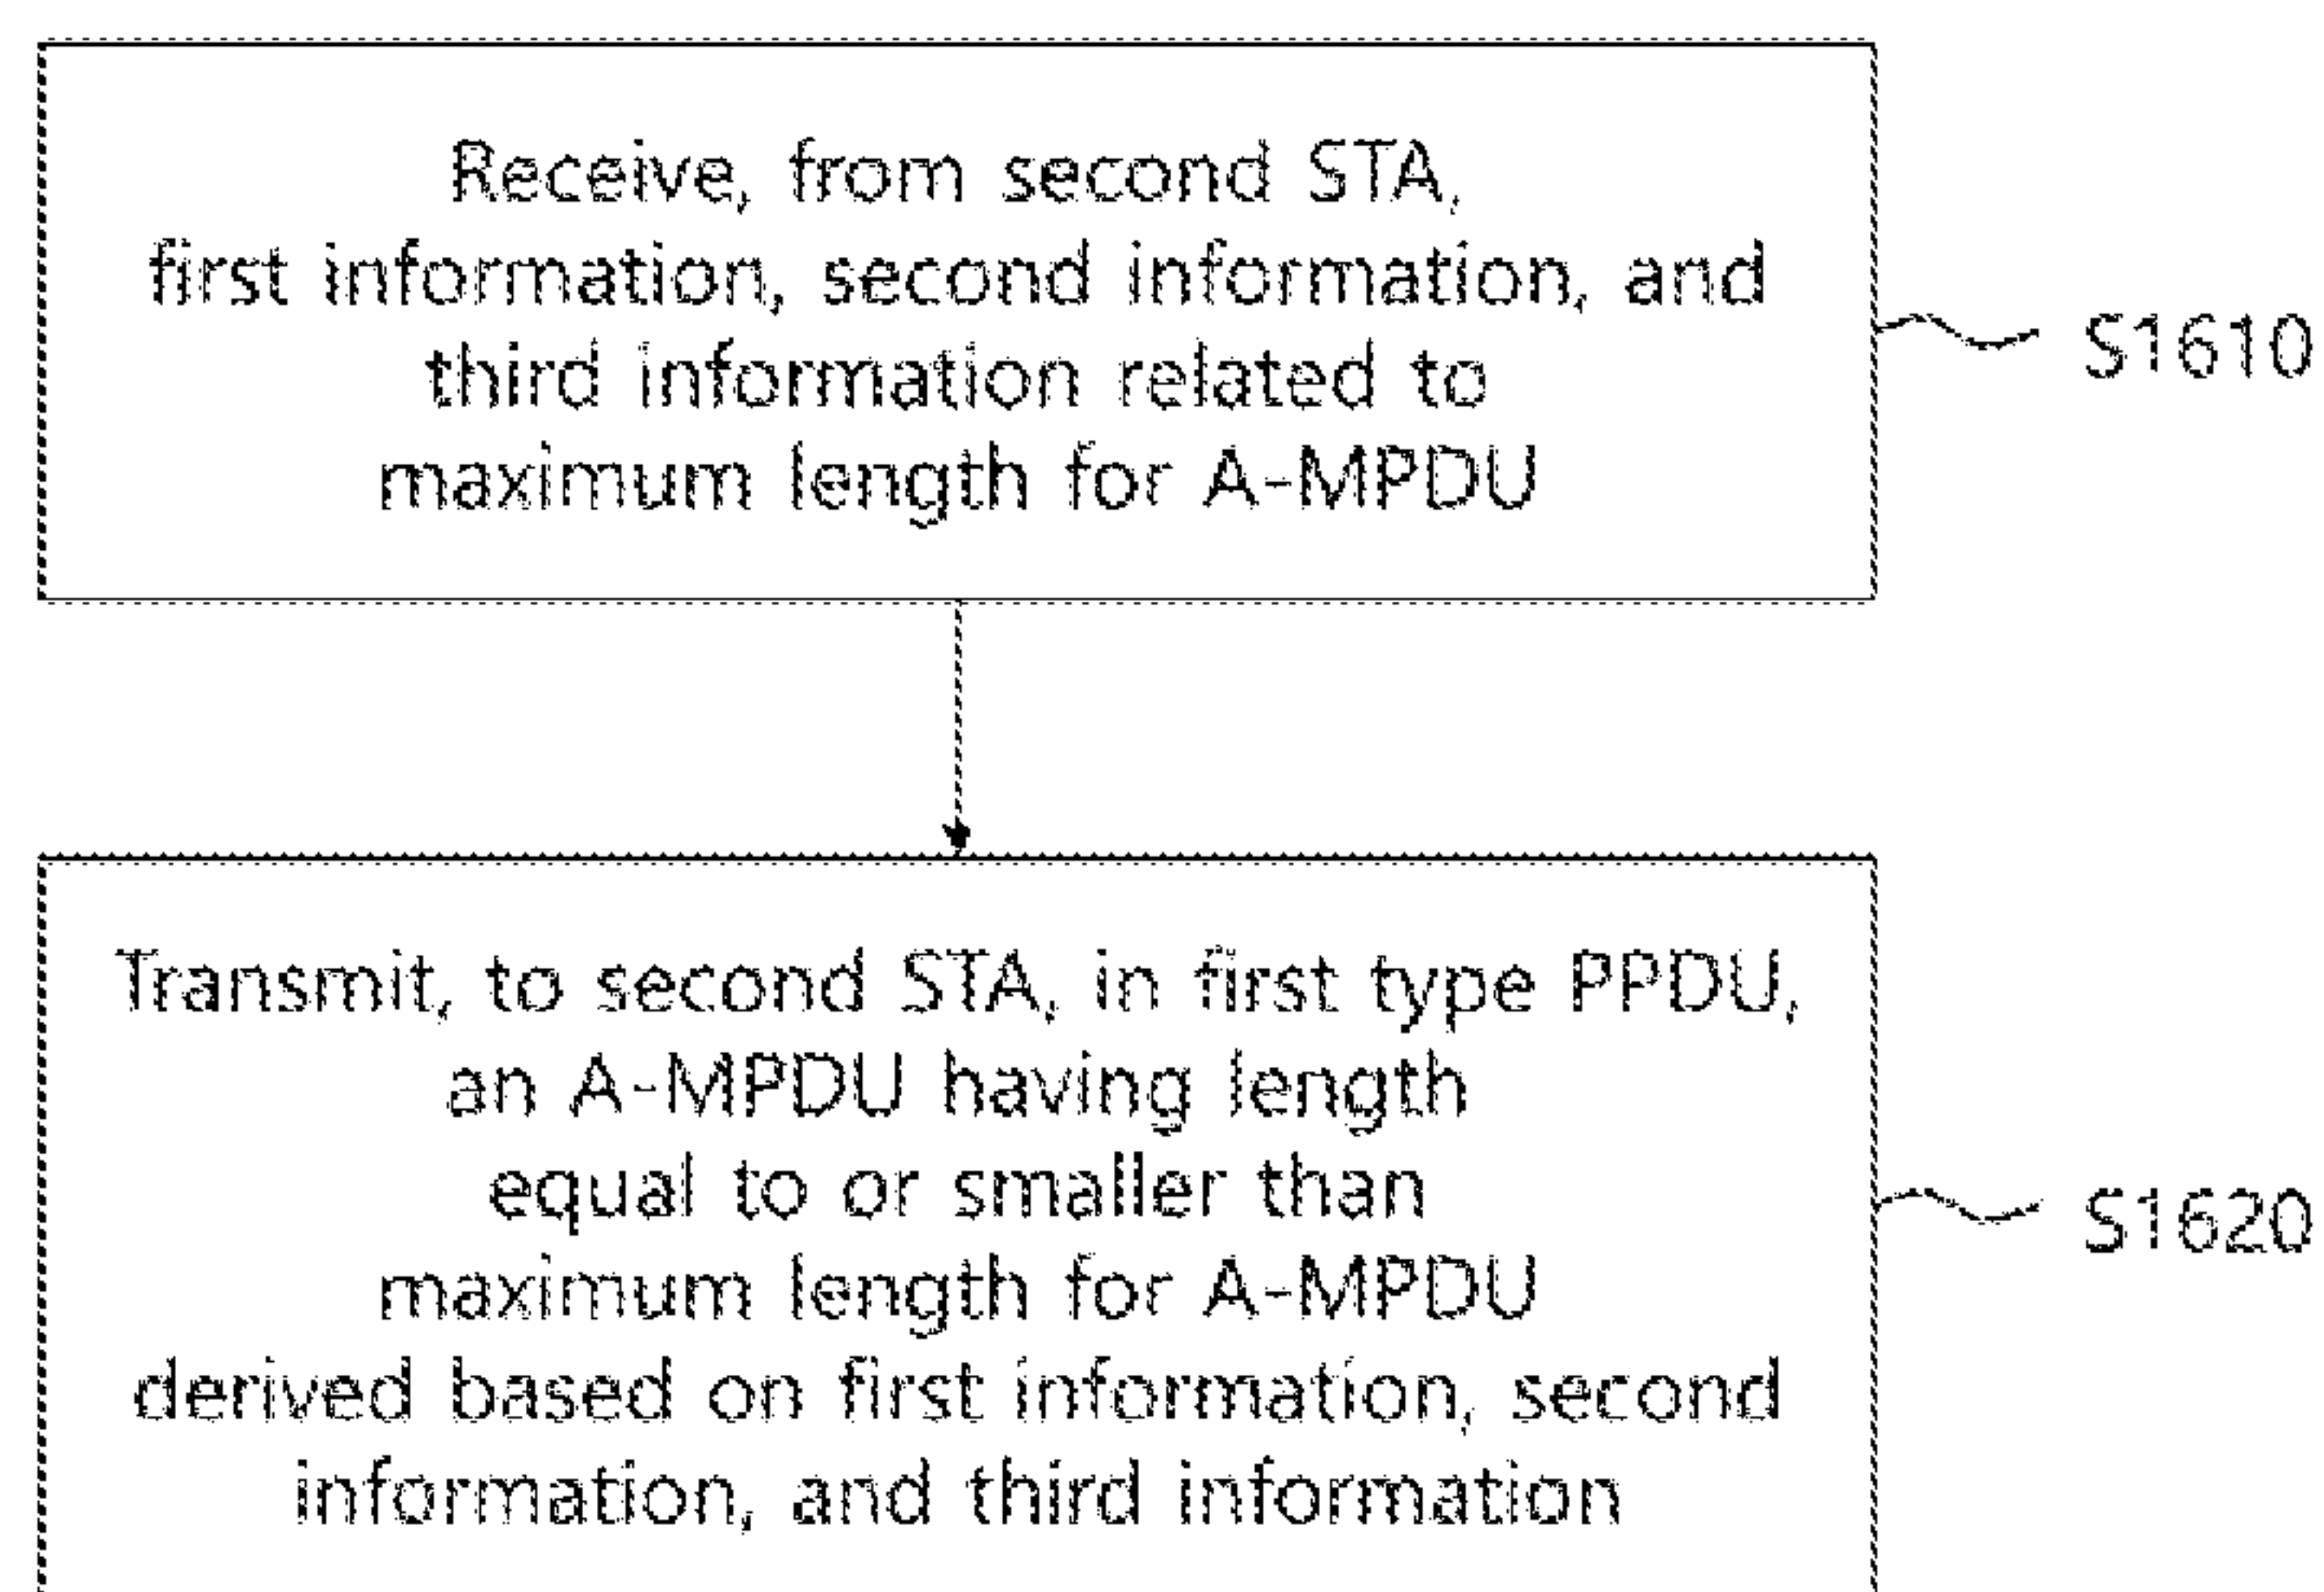 Receive, from second STA,
first information, second information, and
third information related to
maximum length for A-MPDU
S1610
Transmit, to second STA, in first type PPDU,
an A-MPDU having length
equal to or smaller than
maximum length for A-MPDU
derived based on first information, second
information, and third information
S1620